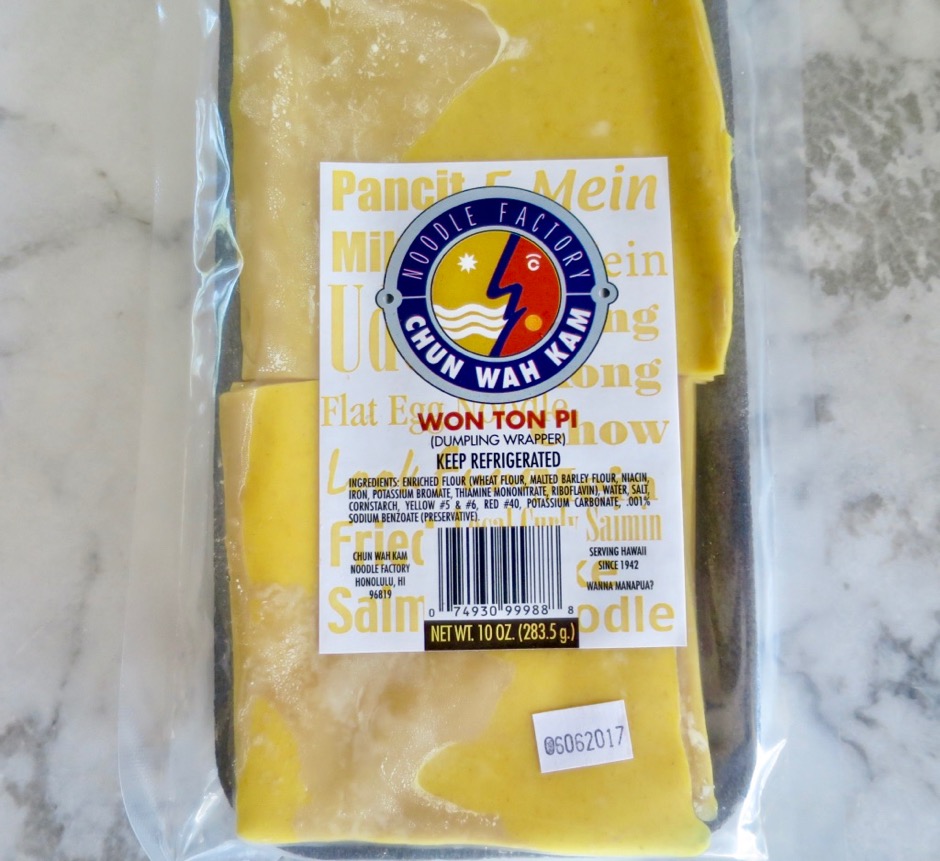 Pancit Mein
NOODLE FACTORY
CHUN WAH KAM
Flat Egg Noodle
WON TON PI
(DUMPLING WRAPPER)
KEEP REFRIGERATED
INGREDIENTS: ENRICHED FLOUR (WHEAT FLOUR, MALTED BARLEY FLOUR, NIACIN,
IRON, POTASSIUM BROMATE, THIAMINE MONONITRATE, RIBOFLAVIN), WATER, SALT,
CORNSTARCH, YELLOW #5 & #6, RED #40, POTASSIUM CARBONATE, .001%
SODIUM BENZOATE (PRESERVATIVE).
Curly Saimin
Fried
CHUN WAH KAM
NOODLE FACTORY
HONOLULU, HI
96819
SERVING HAWAII
SINCE 1942
WANNA MANAPUA?
0 74930 99988 8
NET WT. 10 OZ. (283.5 g.)
06062017